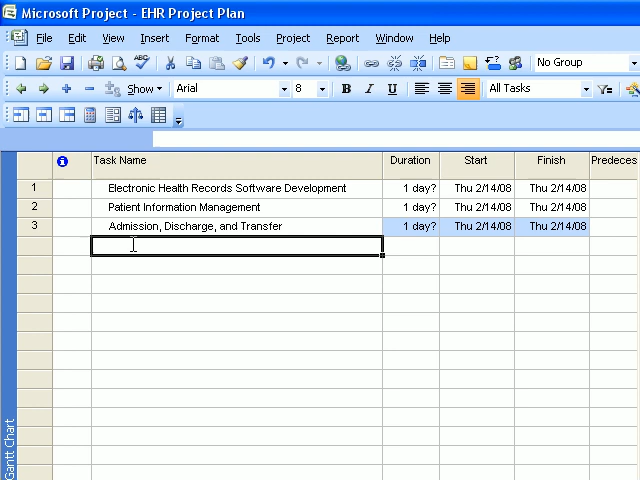 Microsoft Project - EHR Project Plan
File Edit View Insert Format Tools Project Report Window Help
No Group
Show Arial 8 B I U All Tasks
Task Name Duration Start Finish Predeces
1 Electronic Health Records Software Development 1 day? Thu 2/14/08 Thu 2/14/08
2 Patient Information Management 1 day? Thu 2/14/08 Thu 2/14/08
3 Admission, Discharge, and Transfer 1 day? Thu 2/14/08 Thu 2/14/08
Gantt Chart